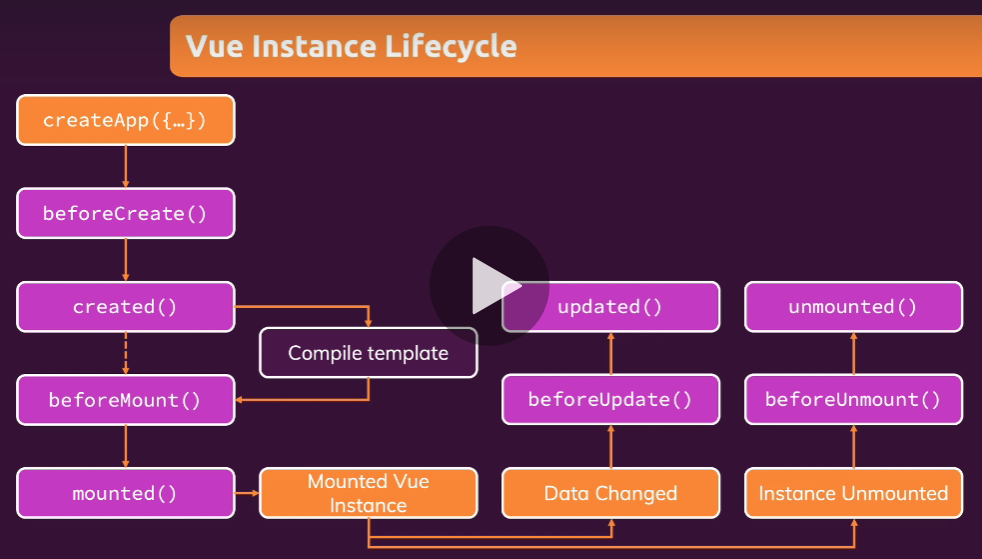 Vue Instance Lifecycle
createApp({…})
beforeCreate()
created()
Compile template
beforeMount()
mounted()
Mounted Vue
Instance
updated()
beforeUpdate()
Data Changed
unmounted()
beforeUnmount()
Instance Unmounted